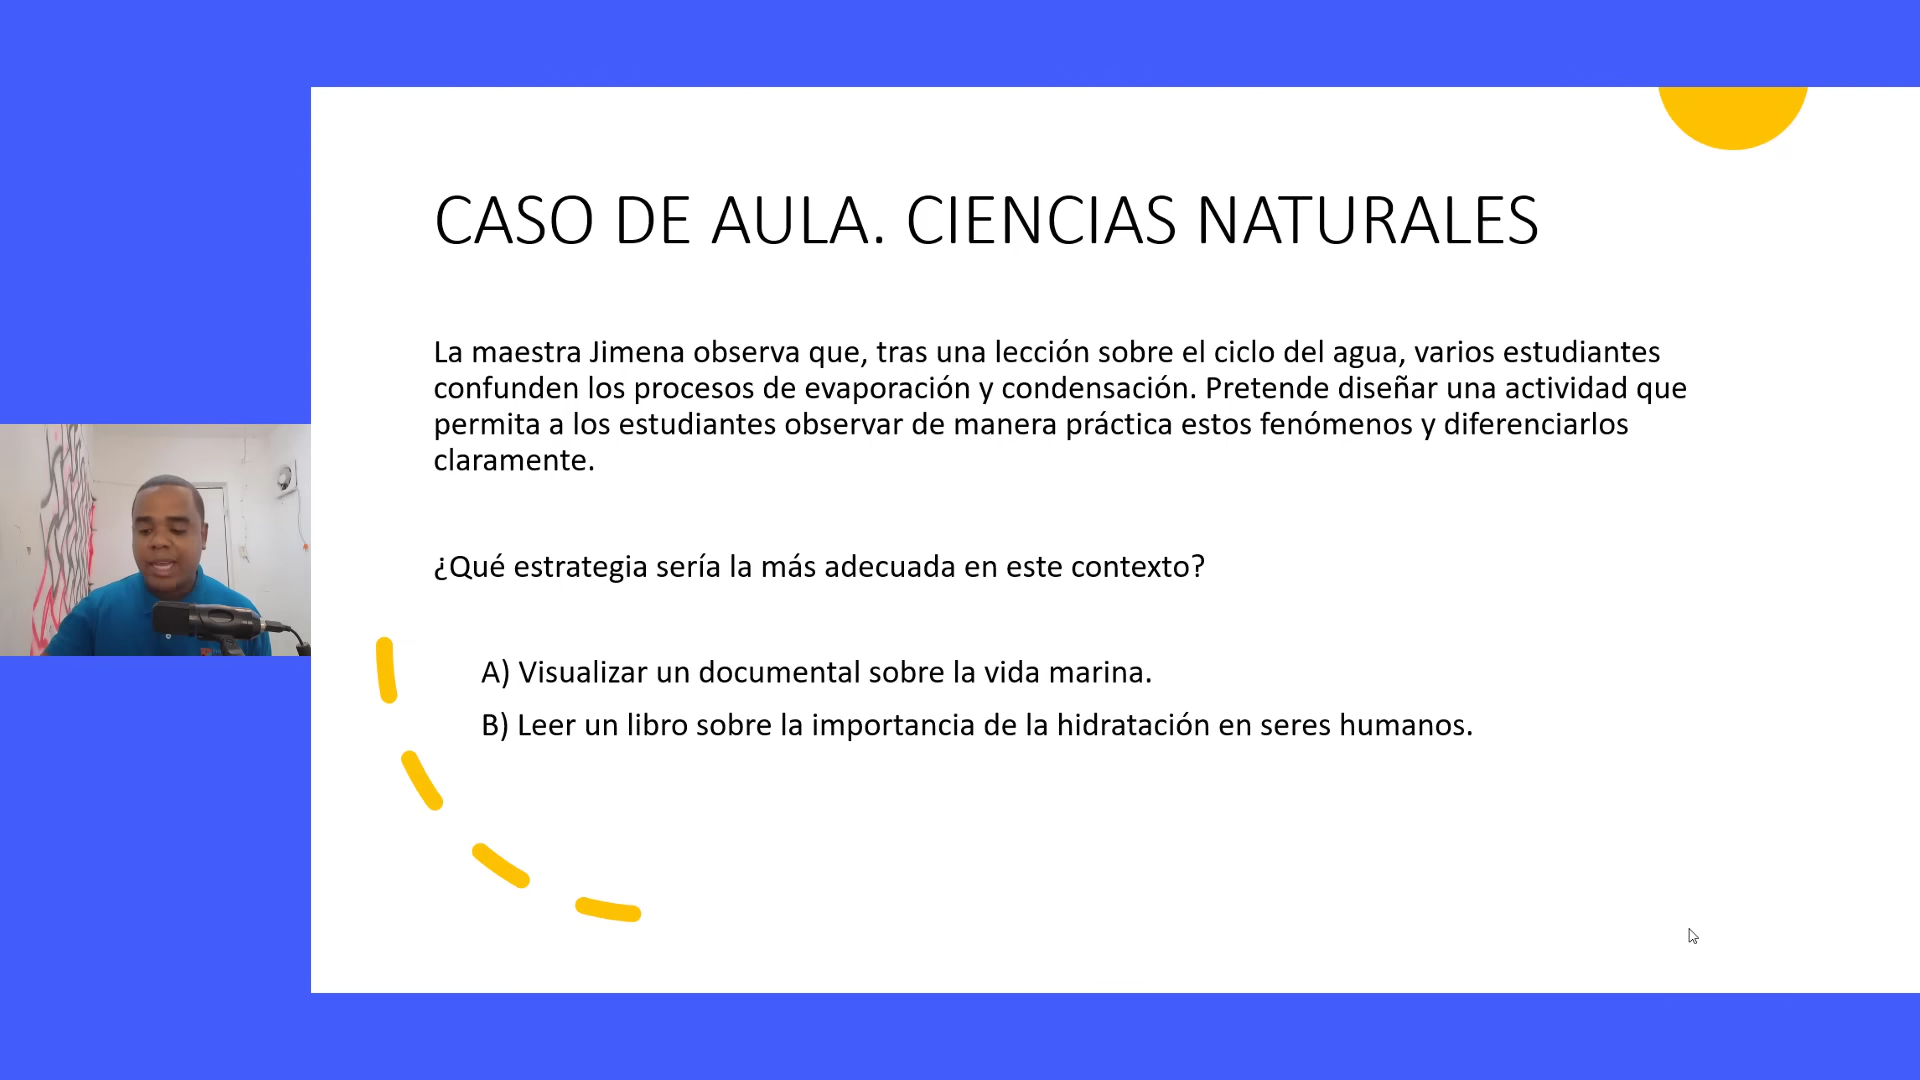 CASO DE AULA. CIENCIAS NATURALES
La maestra Jimena observa que, tras una lección sobre el ciclo del agua, varios estudiantes
confunden los procesos de evaporación y condensación. Pretende diseñar una actividad que
permita a los estudiantes observar de manera práctica estos fenómenos y diferenciarlos
claramente.
¿Qué estrategia sería la más adecuada en este contexto?
A) Visualizar un documental sobre la vida marina.
B) Leer un libro sobre la importancia de la hidratación en seres humanos.